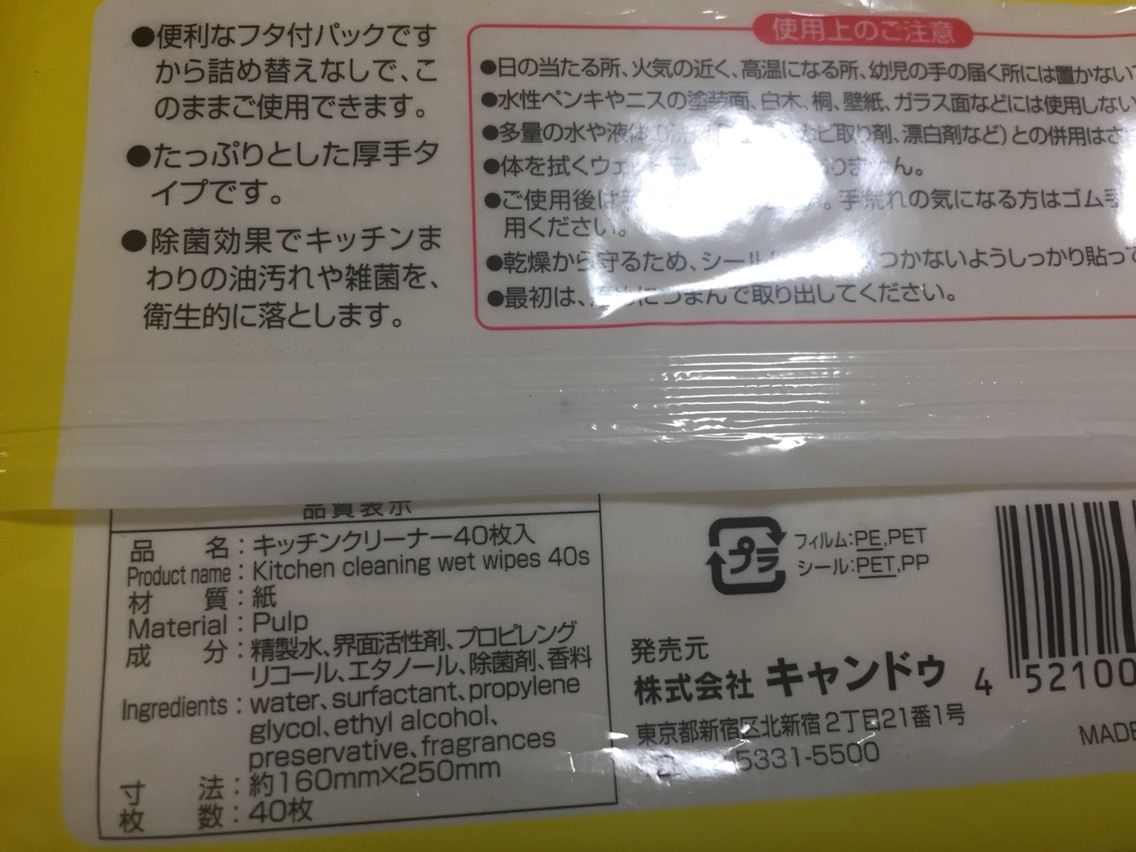 ●便利なフタ付パックです
から詰め替えなしで、こ
のままご使用できます。
●たっぷりとした厚手タ
イプです。
●除菌効果でキッチンま
わりの油汚れや雑菌を、
衛生的に落とします。
使用上のご注意
●日の当たる所、火気の近く、高温になる所、幼児の手の届く所には置かない
●水性ペンキやニスの塗装面、白木、桐、壁紙、ガラス面などには使用しない
●多量の水や液体 カビ取り剤、漂白剤など)との併用は
●体を拭くウェ りません。
●ご使用後は 手荒れの気になる方はゴム手
用ください。
●乾燥から守るため、シール つかないようしっかり貼って
●最初は、 につまんで取り出してください。
品質表示
品 名：キッチンクリーナー40枚入
Product name：Kitchen cleaning wet wipes 40s
材 質：紙
Material：Pulp
成 分：精製水、界面活性剤、プロピレング
リコール、エタノール、除菌剤、香料
Ingredients：water、surfactant、propylene
glycol、ethyl alcohol、
preservative、fragrances
寸 法：約160mm×250mm
枚 数：40枚
プラ
フィルム:PE,PET
シール:PET,PP
発売元
株式会社 キャンドゥ
東京都新宿区北新宿2丁目21番1号
5331-5500
4 52100
MADE